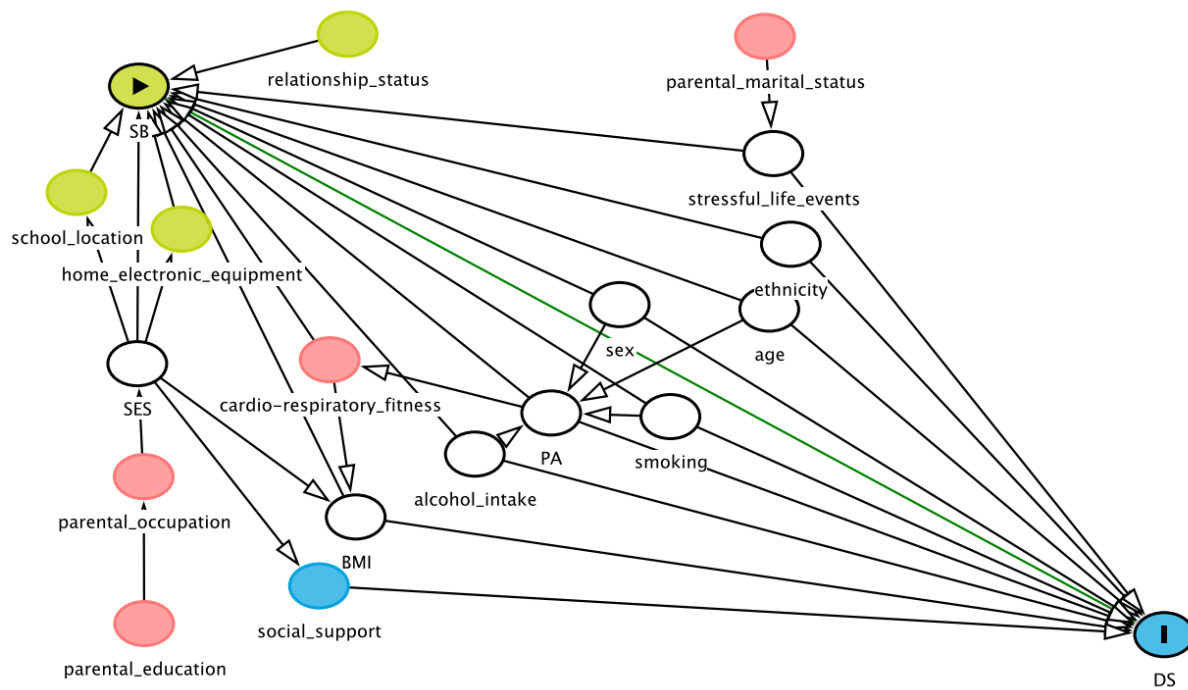 relationship_status
parental_marital_status
SB
stressful_life_events
school_location
home_electronic_equipment
ethnicity
sex
age
SES
cardio-respiratory_fitness
PA
smoking
alcohol_intake
parental_occupation
BMI
social_support
parental_education
DS